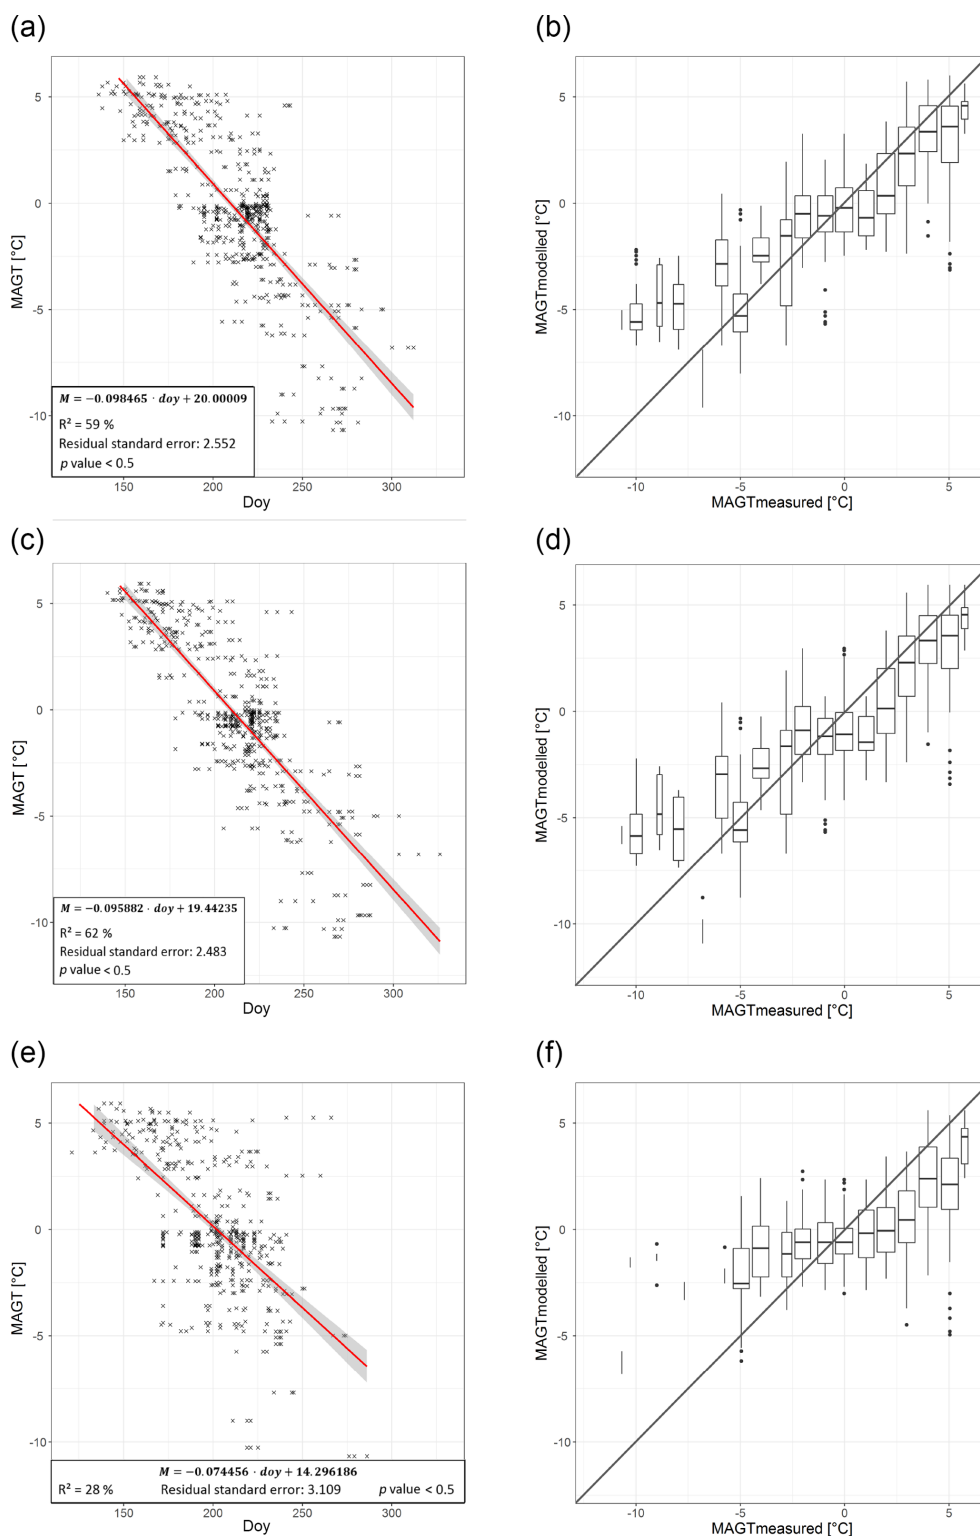 (a)
(b)
5
0
-5
-10
MAGT [°C]
M = −0.098465 · doy + 20.00009
R² = 59 %
Residual standard error: 2.552
p value < 0.5
150
200
250
300
Doy
5
0
-5
-10
MAGTmodelled [°C]
-10
-5
0
5
MAGTmeasured [°C]
(c)
(d)
5
0
-5
-10
MAGT [°C]
M = −0.095882 · doy + 19.44235
R² = 62 %
Residual standard error: 2.483
p value < 0.5
150
200
250
300
Doy
5
0
-5
-10
MAGTmodelled [°C]
-10
-5
0
5
MAGTmeasured [°C]
(e)
(f)
5
0
-5
-10
MAGT [°C]
M = −0.074456 · doy + 14.296186
R² = 28 % Residual standard error: 3.109 p value < 0.5
150
200
250
300
Doy
5
0
-5
-10
MAGTmodelled [°C]
-10
-5
0
5
MAGTmeasured [°C]